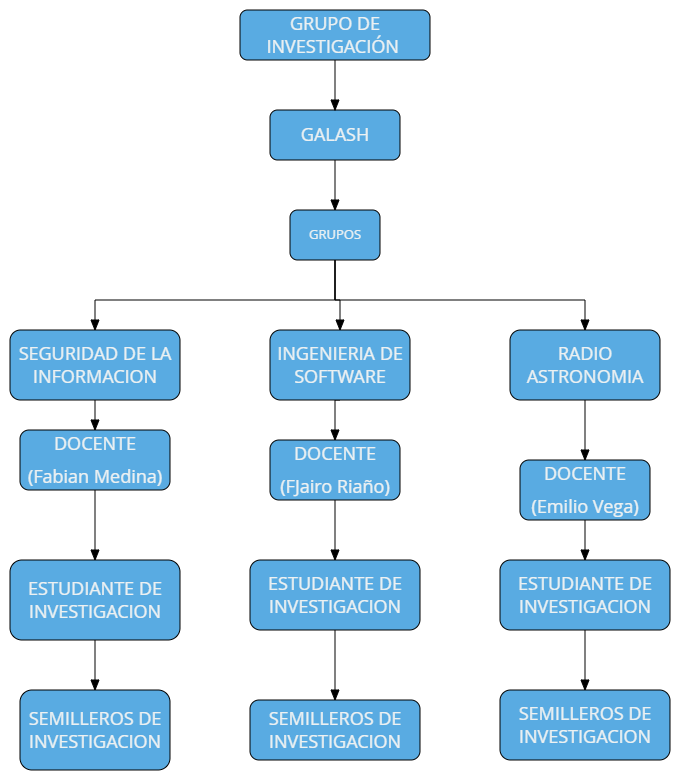 GRUPO DE
INVESTIGACIÓN
GALASH
GRUPOS
SEGURIDAD DE LA
INFORMACION
INGENIERIA DE
SOFTWARE
RADIO
ASTRONOMIA
DOCENTE
(Fabian Medina)
DOCENTE
(FJairo Riaño)
DOCENTE
(Emilio Vega)
ESTUDIANTE DE
INVESTIGACION
ESTUDIANTE DE
INVESTIGACION
ESTUDIANTE DE
INVESTIGACION
SEMILLEROS DE
INVESTIGACION
SEMILLEROS DE
INVESTIGACION
SEMILLEROS DE
INVESTIGACION